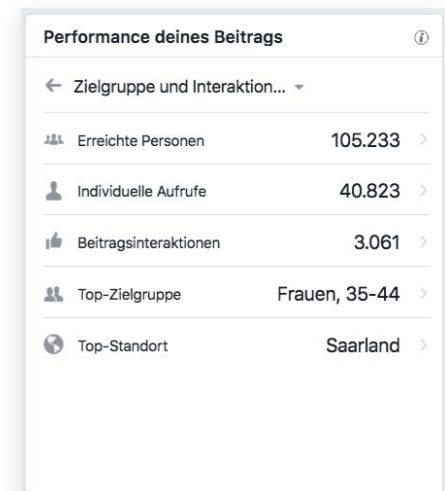 Performance deines Beitrags
Zielgruppe und Interaktion...
Erreichte Personen 105.233
Individuelle Aufrufe 40.823
Beitragsinteraktionen 3.061
Top-Zielgruppe Frauen, 35-44
Top-Standort Saarland